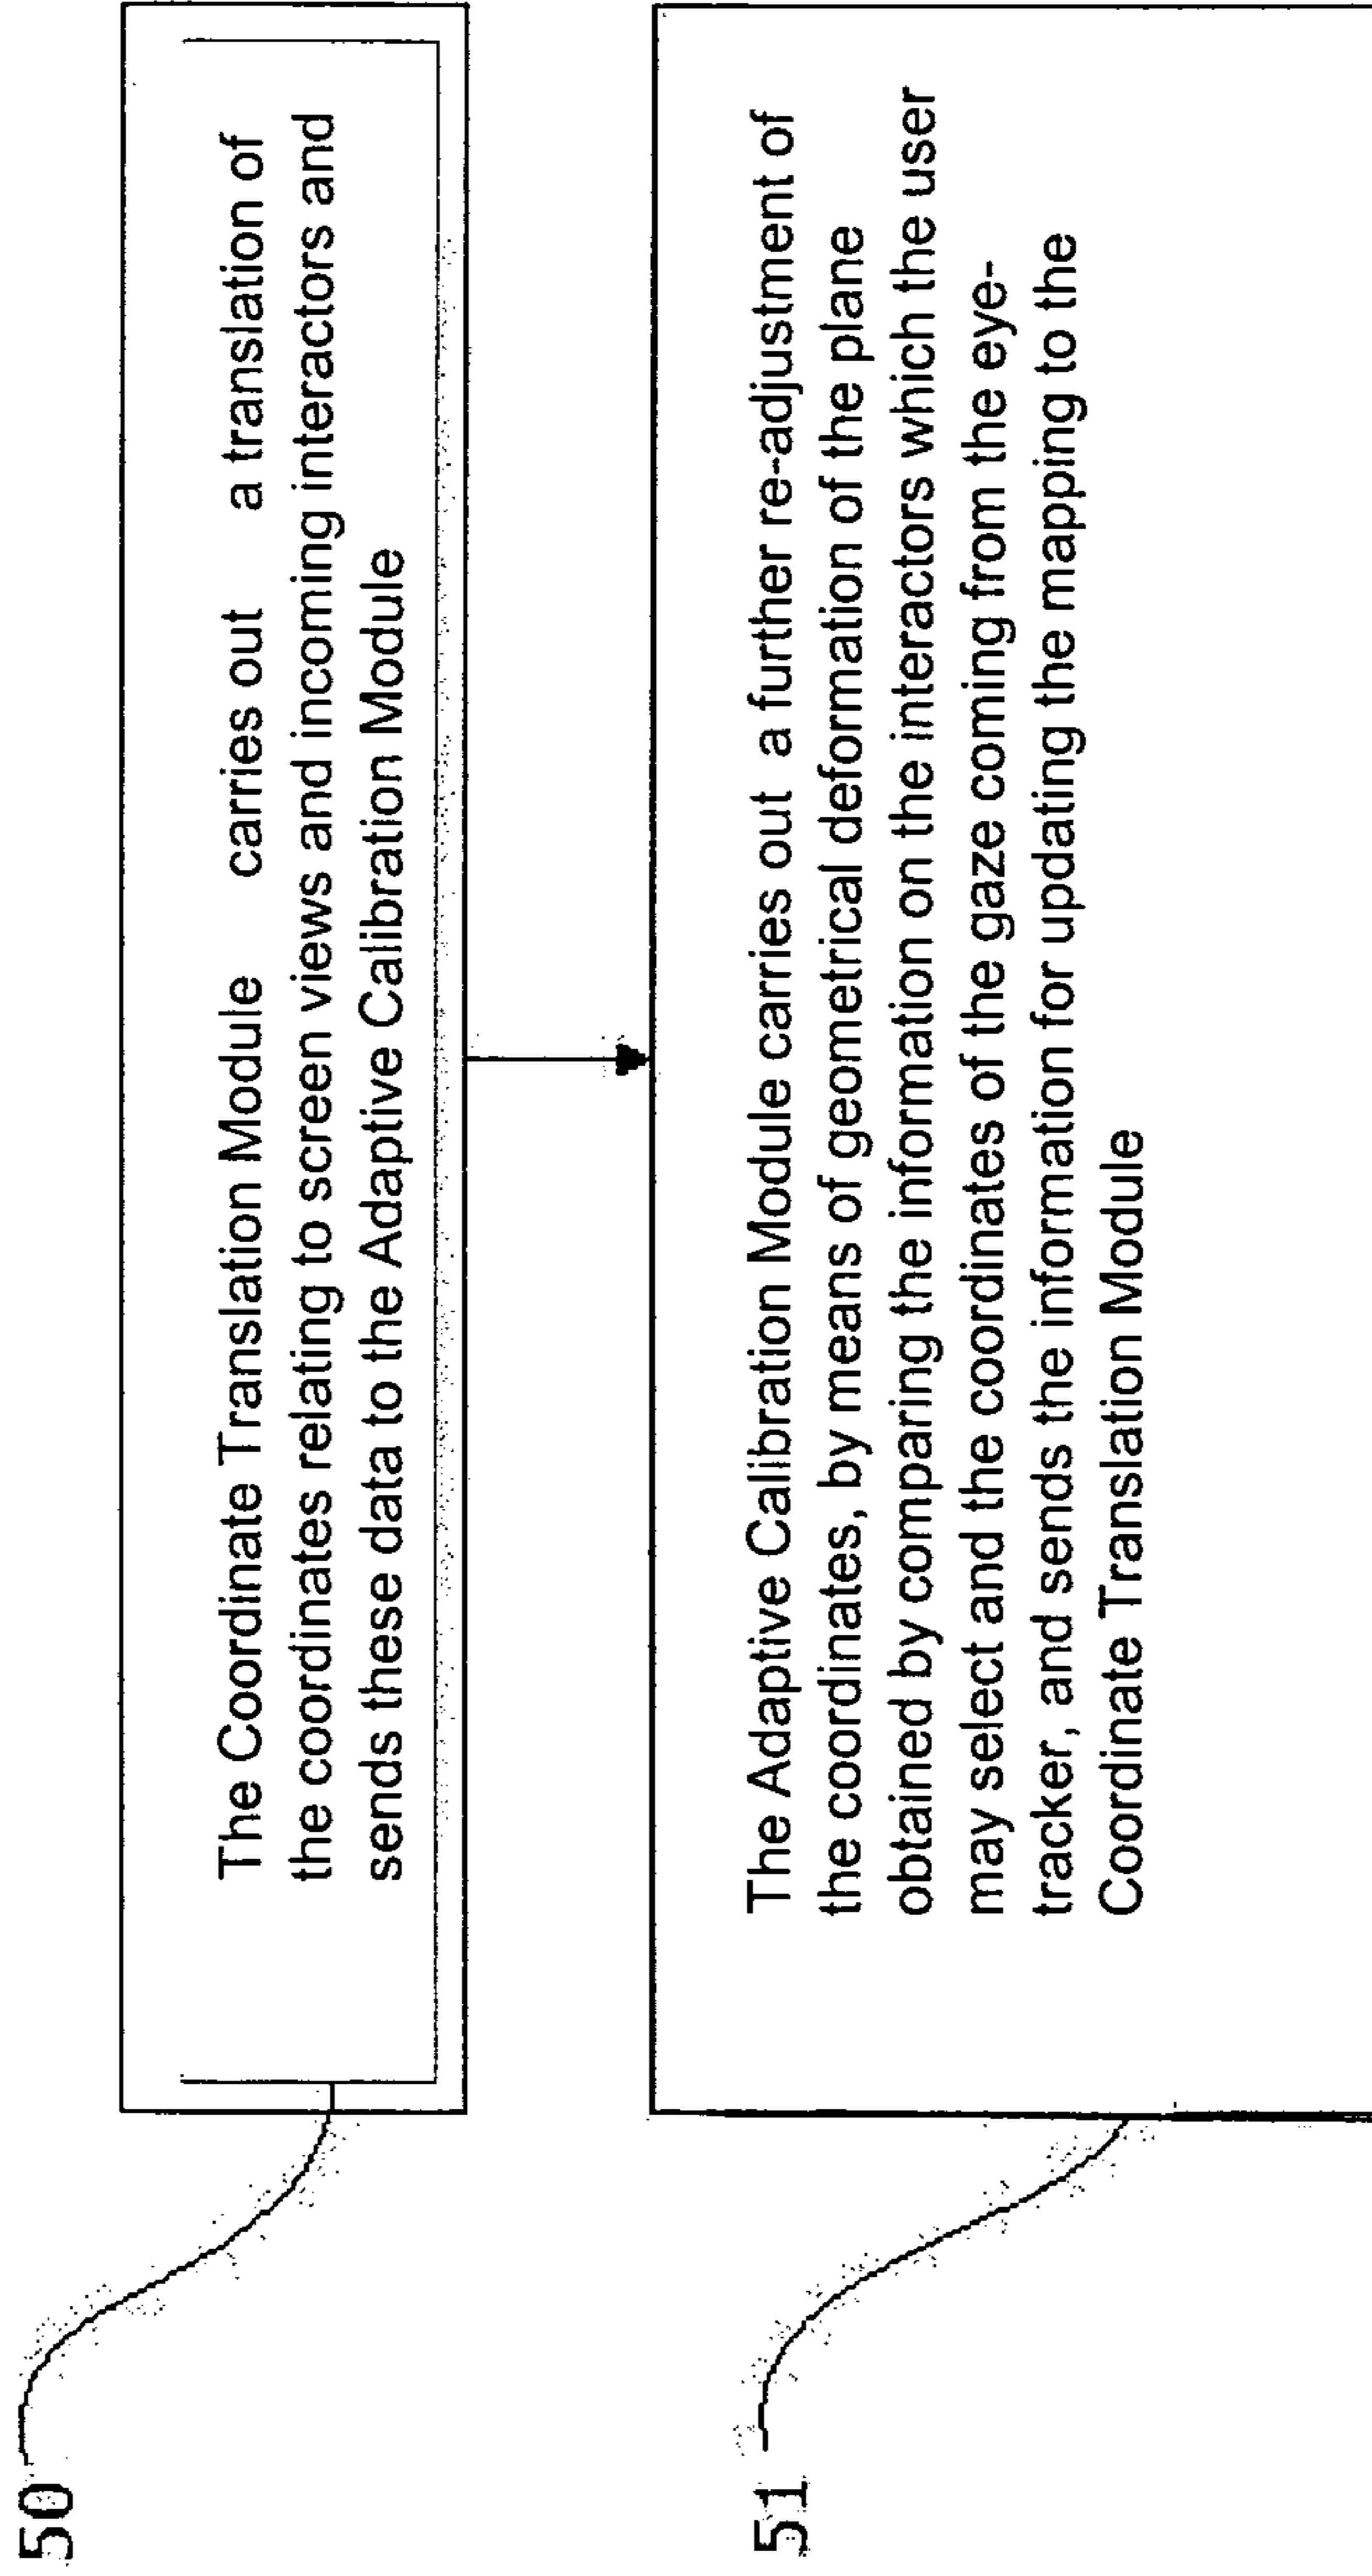 50
The Coordinate Translation Module carries out a translation of
the coordinates relating to screen views and incoming interactors and
sends these data to the Adaptive Calibration Module
51
The Adaptive Calibration Module carries out a further re-adjustment of
the coordinates, by means of geometrical deformation of the plane
obtained by comparing the information on the interactors which the user
may select and the coordinates of the gaze coming from the eye-
tracker, and sends the information for updating the mapping to the
Coordinate Translation Module